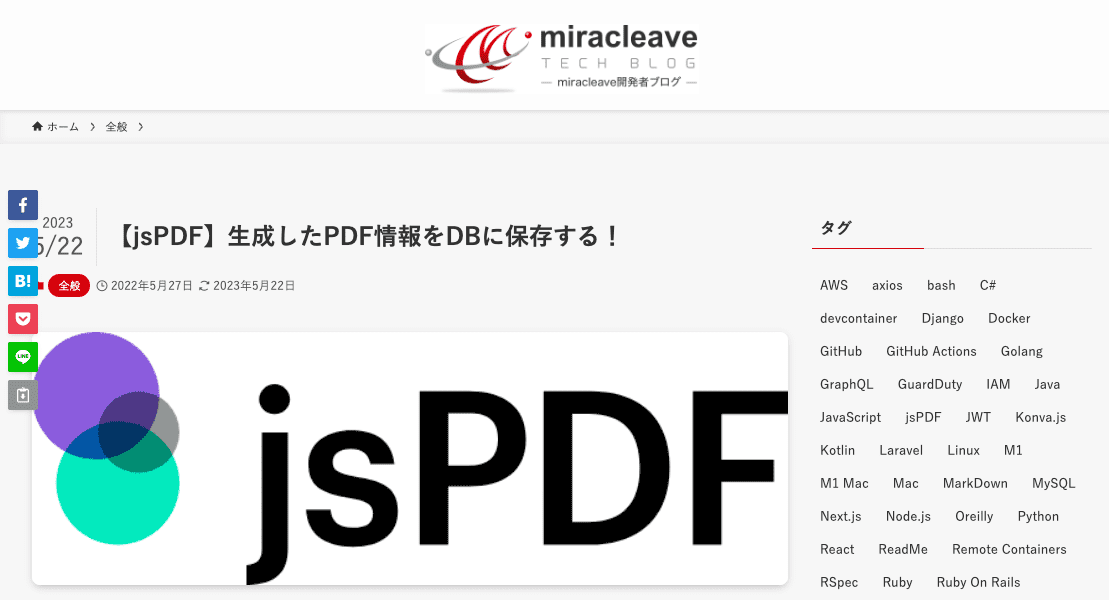 miracleave
TECH BLOG
miracleave開発者ブログ
ホーム
全般
2023
5/22
【jsPDF】生成したPDF情報をDBに保存する！
全般
2022年5月27日
2023年5月22日
B!
LINE
jsPDF
タグ
AWS axios bash C#
devcontainer Django Docker
GitHub GitHub Actions Golang
GraphQL GuardDuty IAM Java
JavaScript jsPDF JWT Konva.js
Kotlin Laravel Linux M1
M1 Mac Mac MarkDown MySQL
Next.js Node.js Oreilly Python
React ReadMe Remote Containers
RSpec Ruby Ruby On Rails